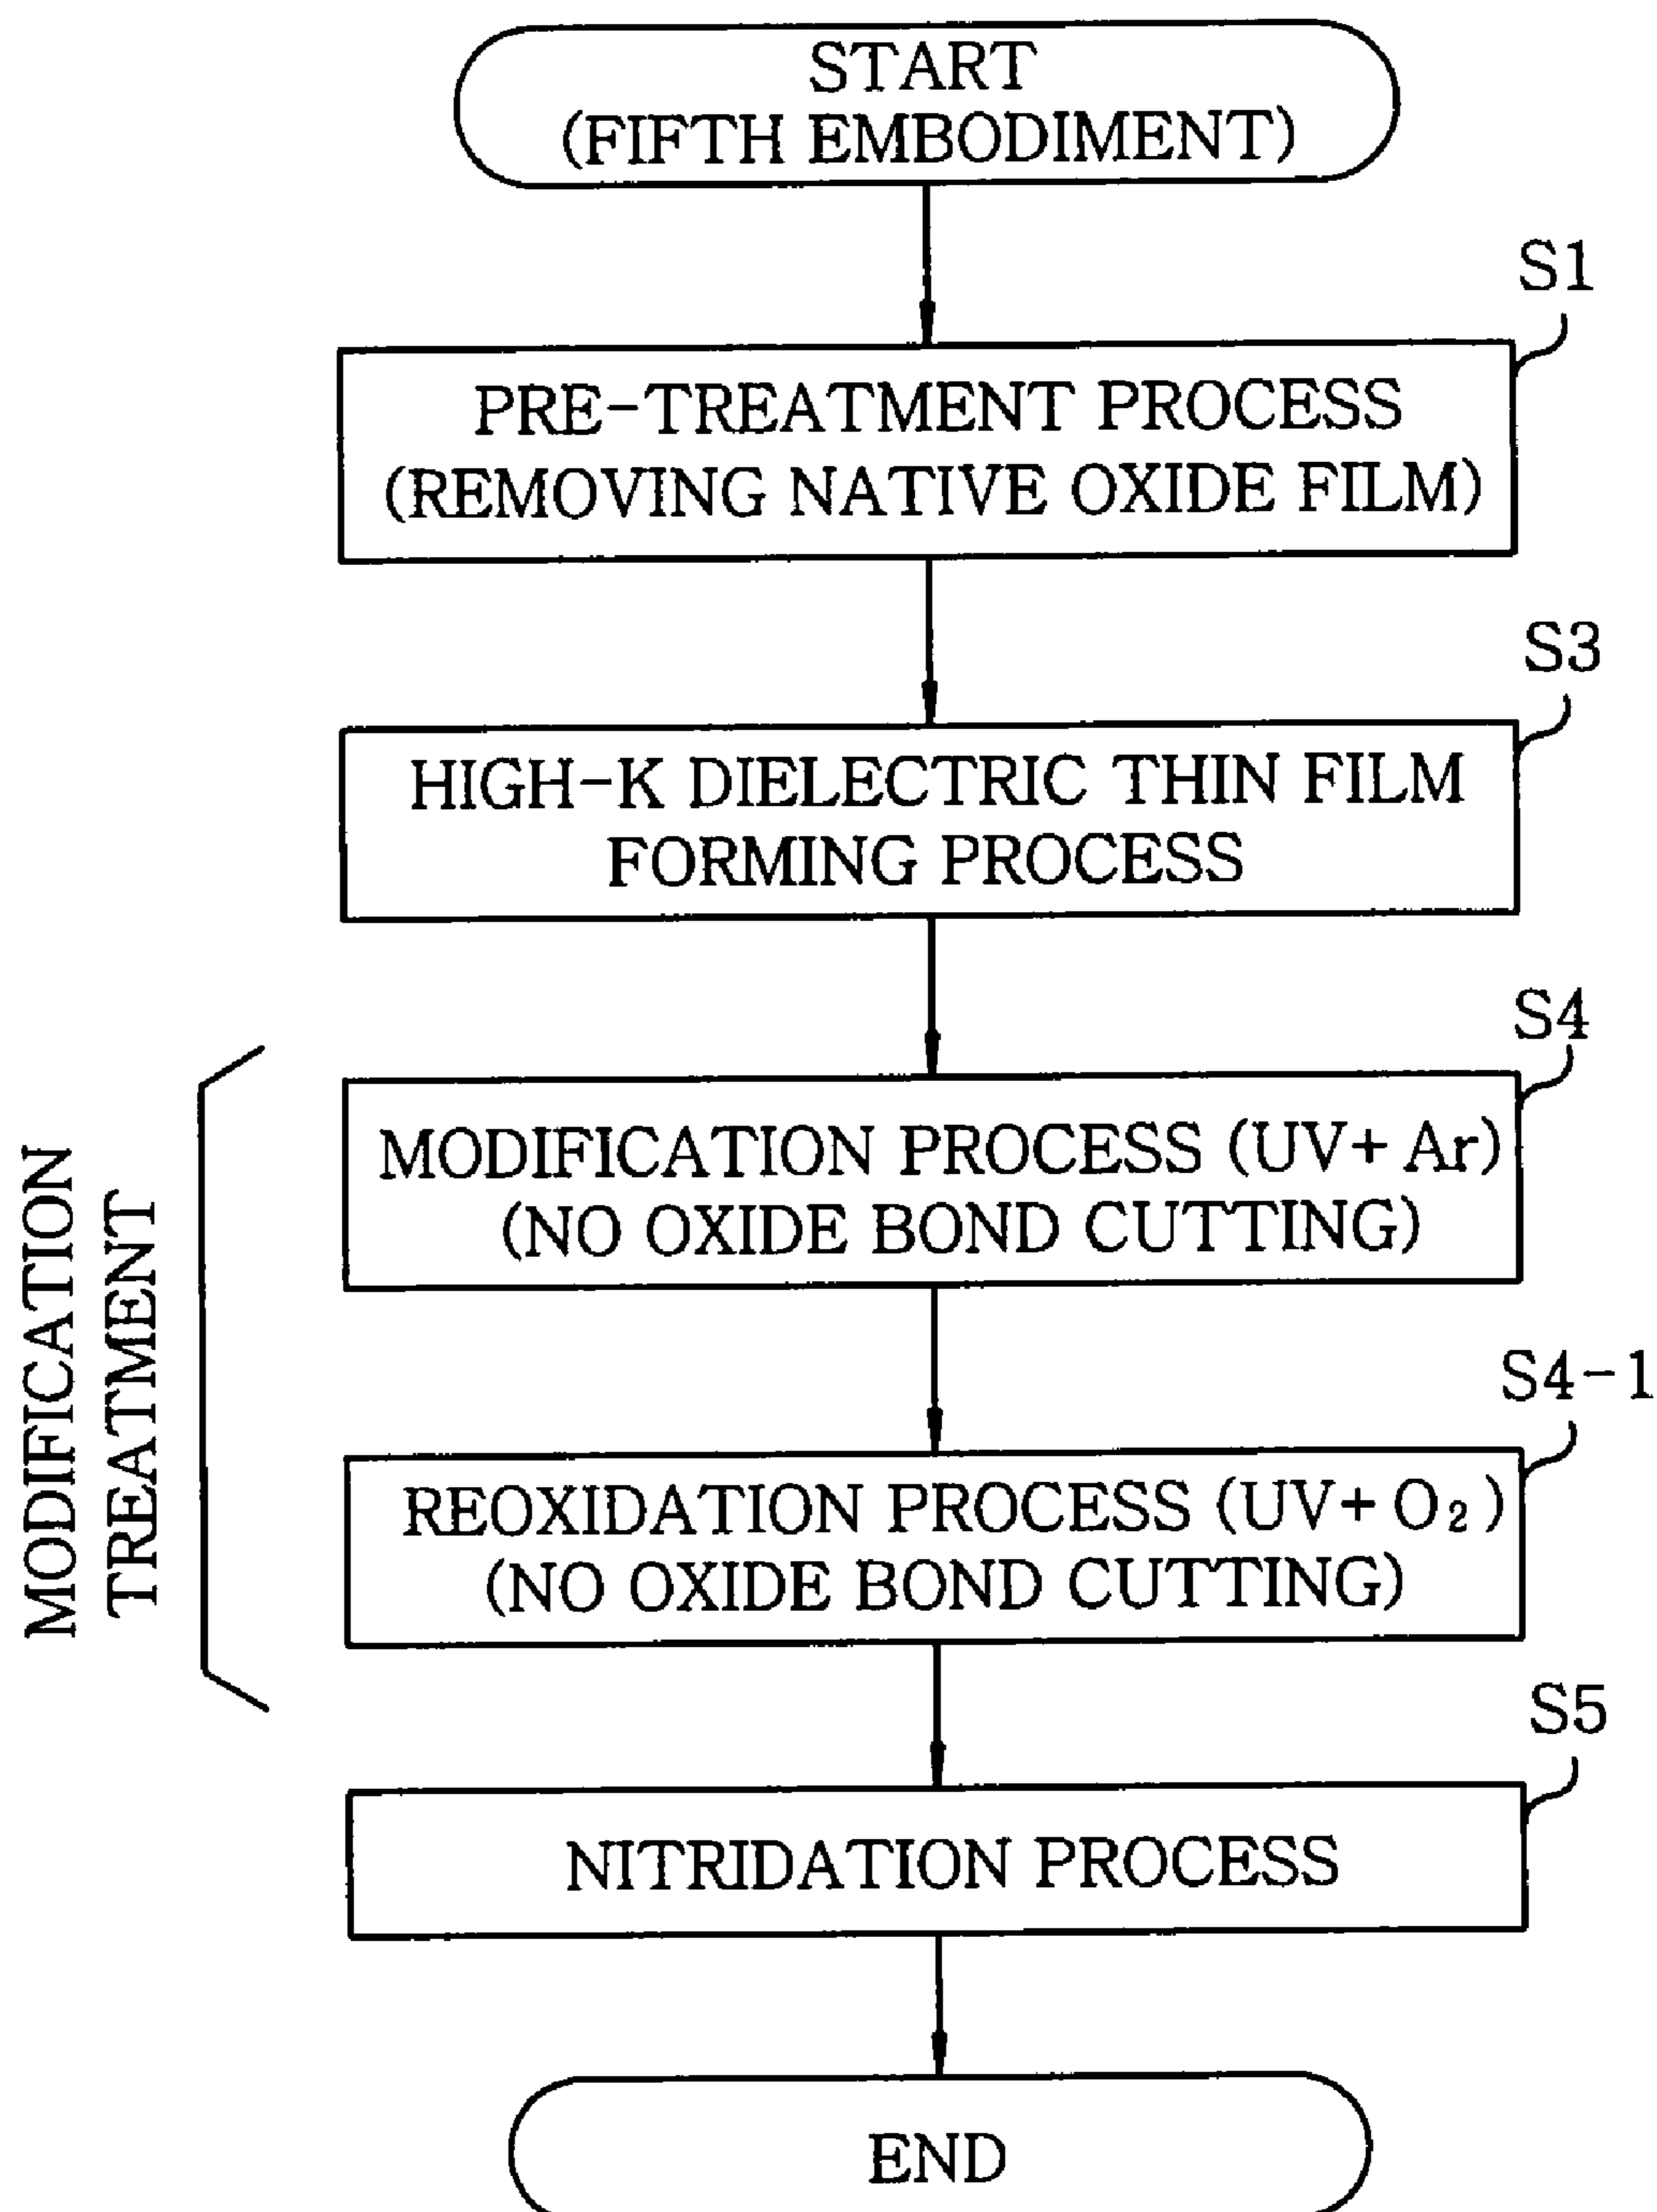 START
(FIFTH EMBODIMENT)
S1
PRE-TREATMENT PROCESS
(REMOVING NATIVE OXIDE FILM)
S3
HIGH-K DIELECTRIC THIN FILM
FORMING PROCESS
MODIFICATION
TREATMENT
S4
MODIFICATION PROCESS (UV+ Ar)
(NO OXIDE BOND CUTTING)
S4-1
REOXIDATION PROCESS (UV+ O₂)
(NO OXIDE BOND CUTTING)
S5
NITRIDATION PROCESS
END